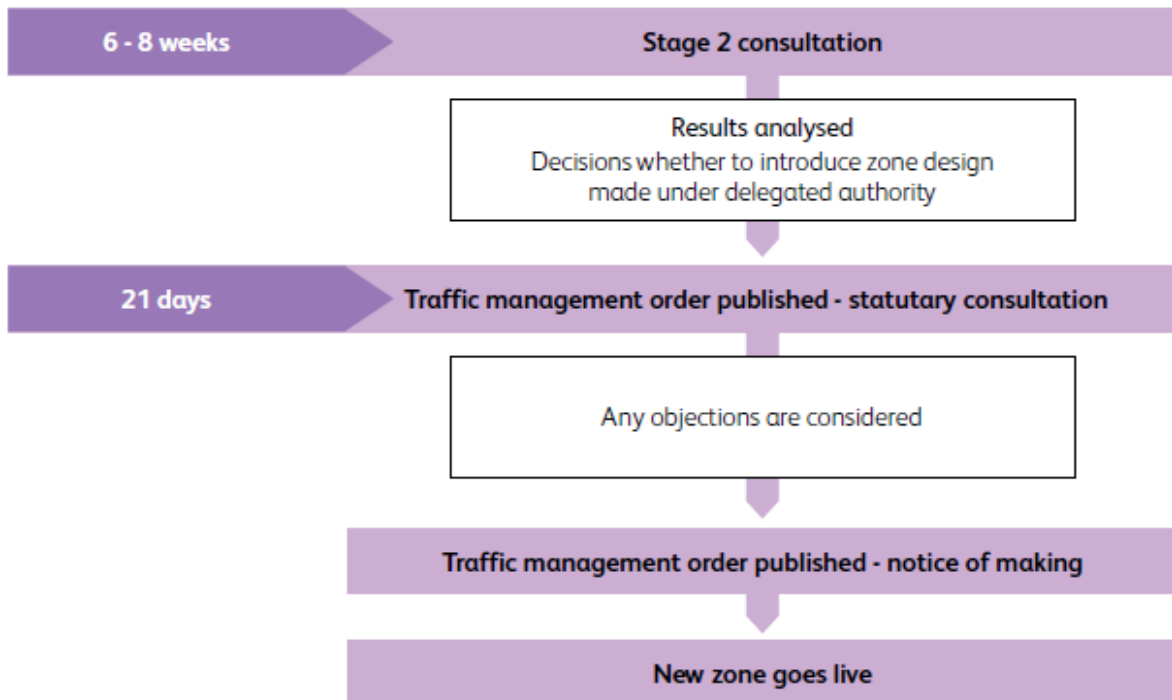 6 - 8 weeks
Stage 2 consultation
Results analysed
Decisions whether to introduce zone design
made under delegated authority
21 days
Traffic management order published - statutary consultation
Any objections are considered
Traffic management order published - notice of making
New zone goes live